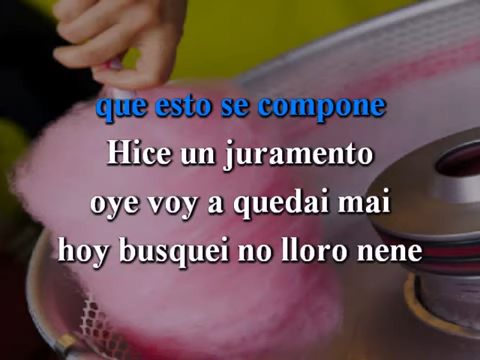 que esto se compone
Hice un juramento
oye voy a quedai mai
hoy busquei no lloro nene